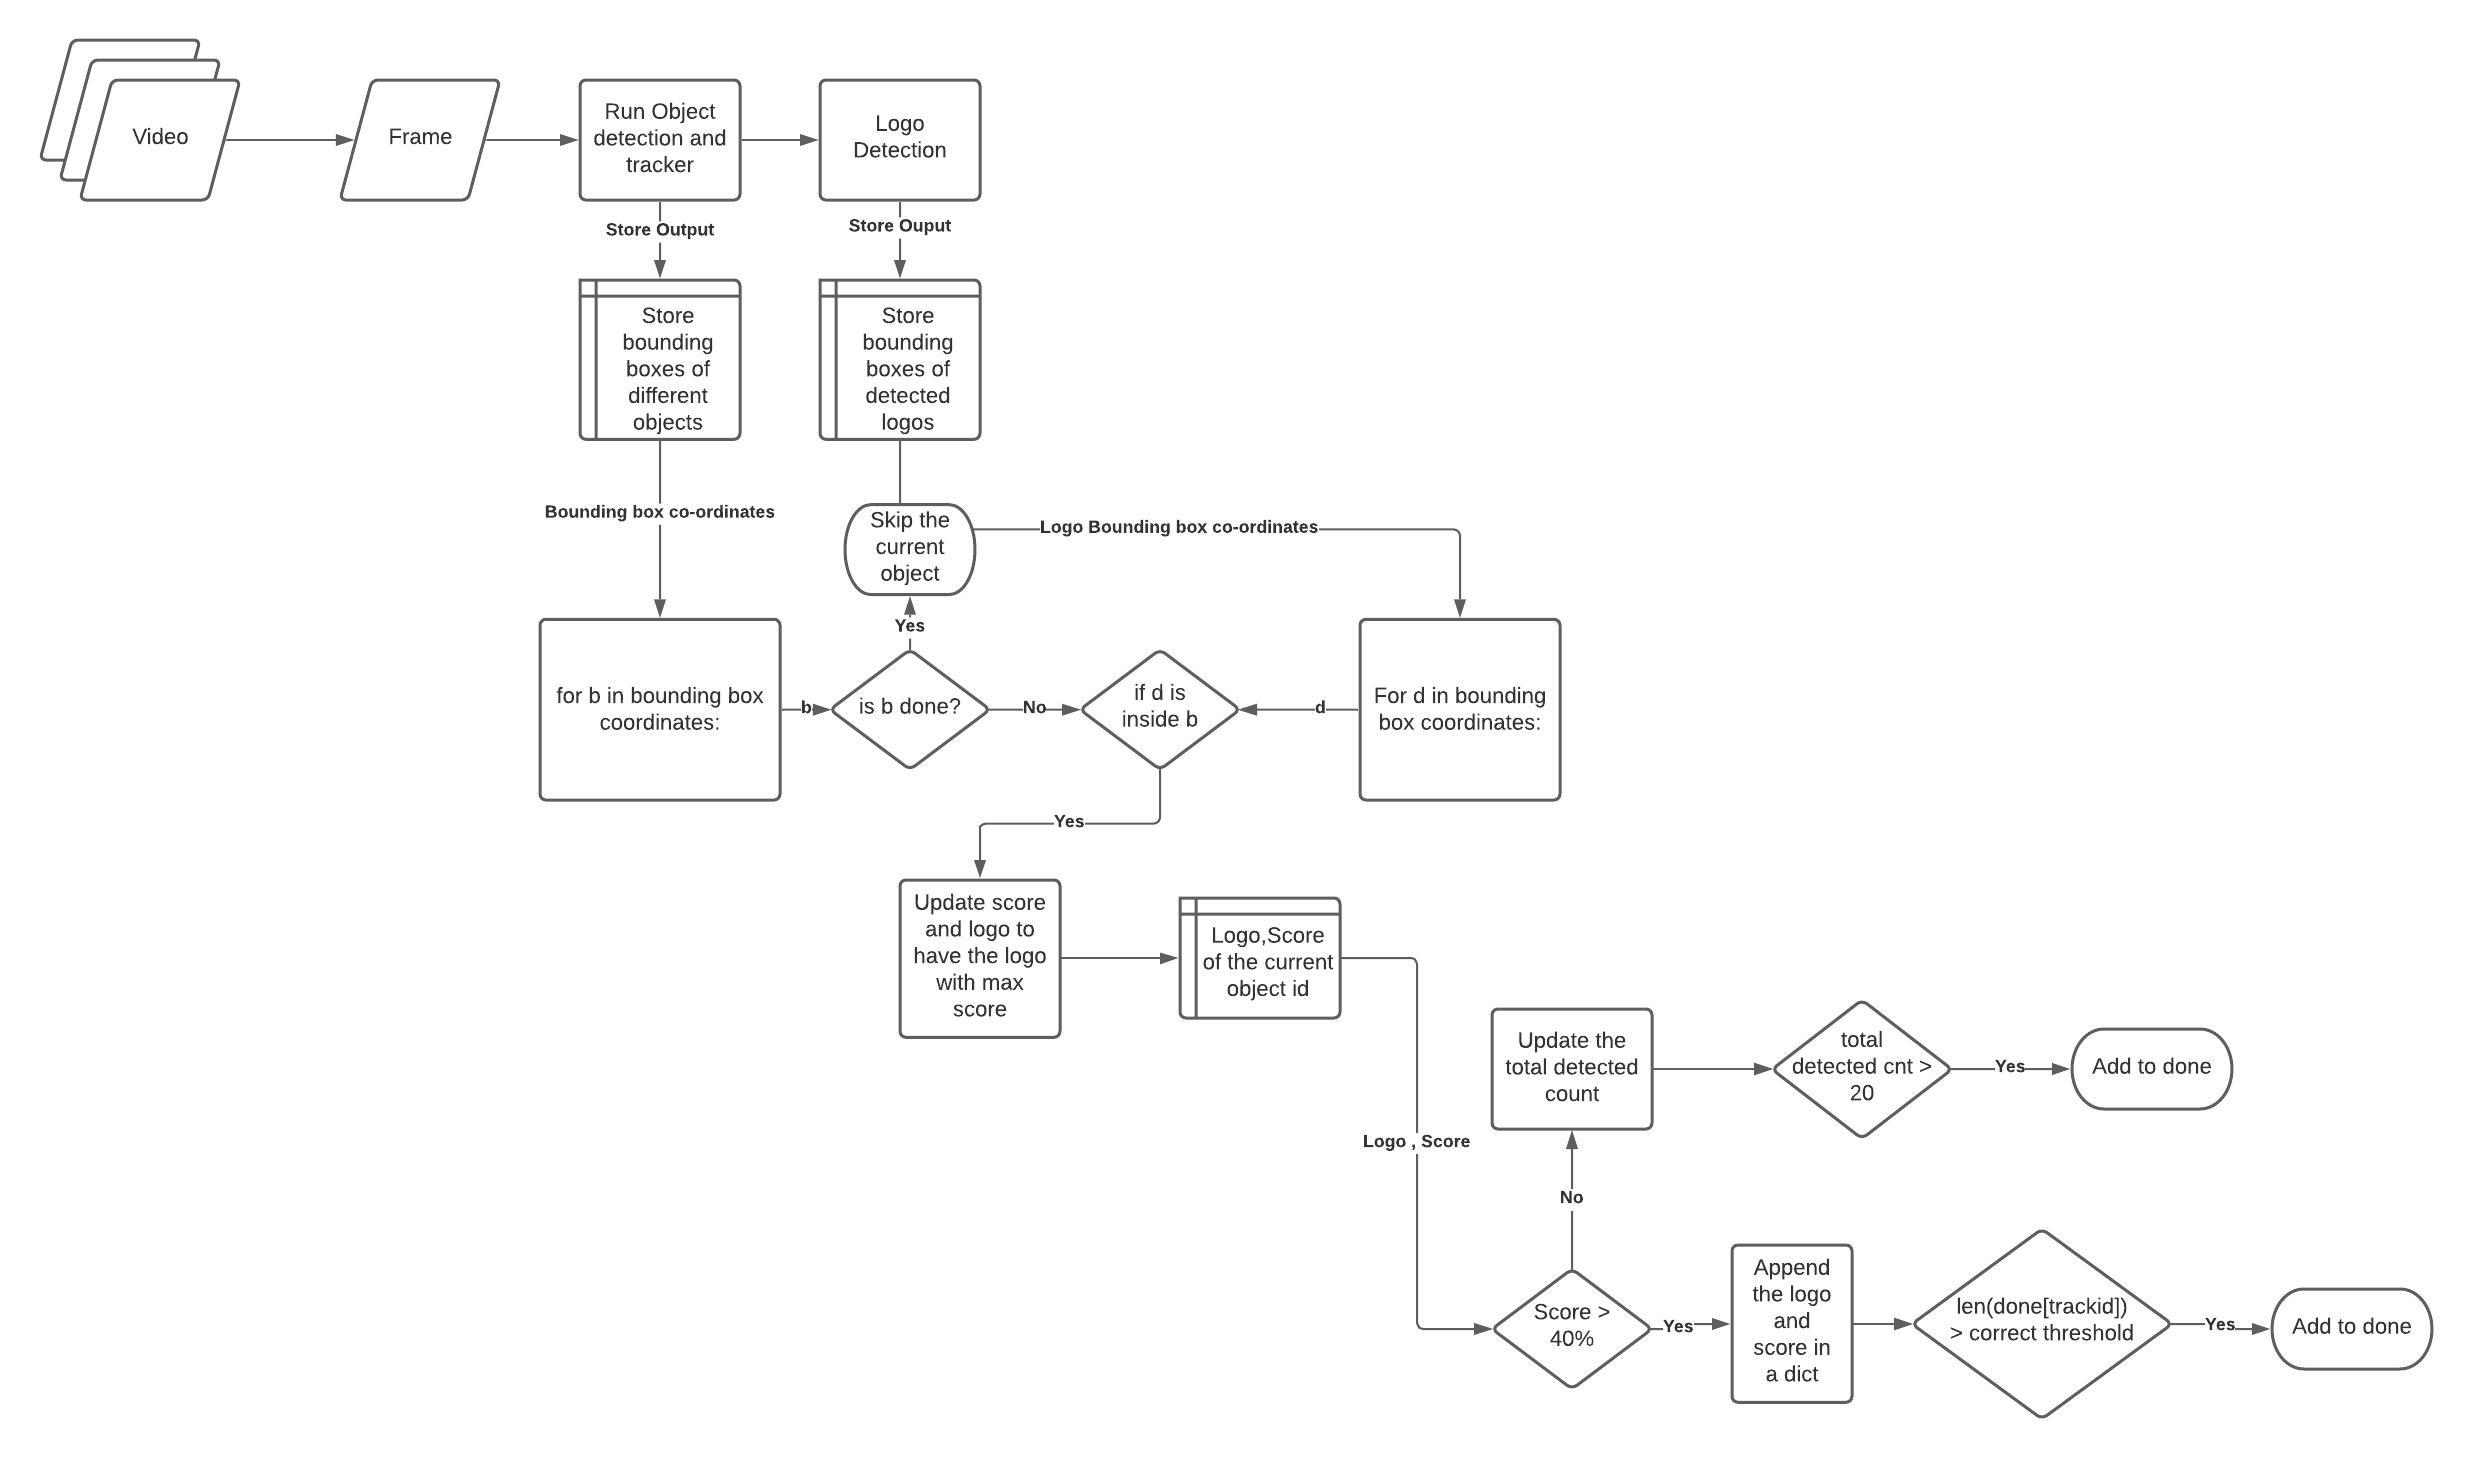 Video
Frame
Run Object
detection and
tracker
Logo
Detection
Store Output
Store Ouput
Store
bounding
boxes of
different
objects
Store
bounding
boxes of
detected
logos
Bounding box co-ordinates
Skip the
current
object
Logo Bounding box co-ordinates
Yes
for b in bounding box
coordinates:
b
is b done?
No
if d is
inside b
d
For d in bounding
box coordinates:
Yes
Update score
and logo to
have the logo
with max
score
Logo,Score
of the current
object id
Logo , Score
Update the
total detected
count
total
detected cnt >
20
Yes
Add to done
No
Score >
40%
Yes
Append
the logo
and
score in
a dict
len(done[trackid])
> correct threshold
Yes
Add to done